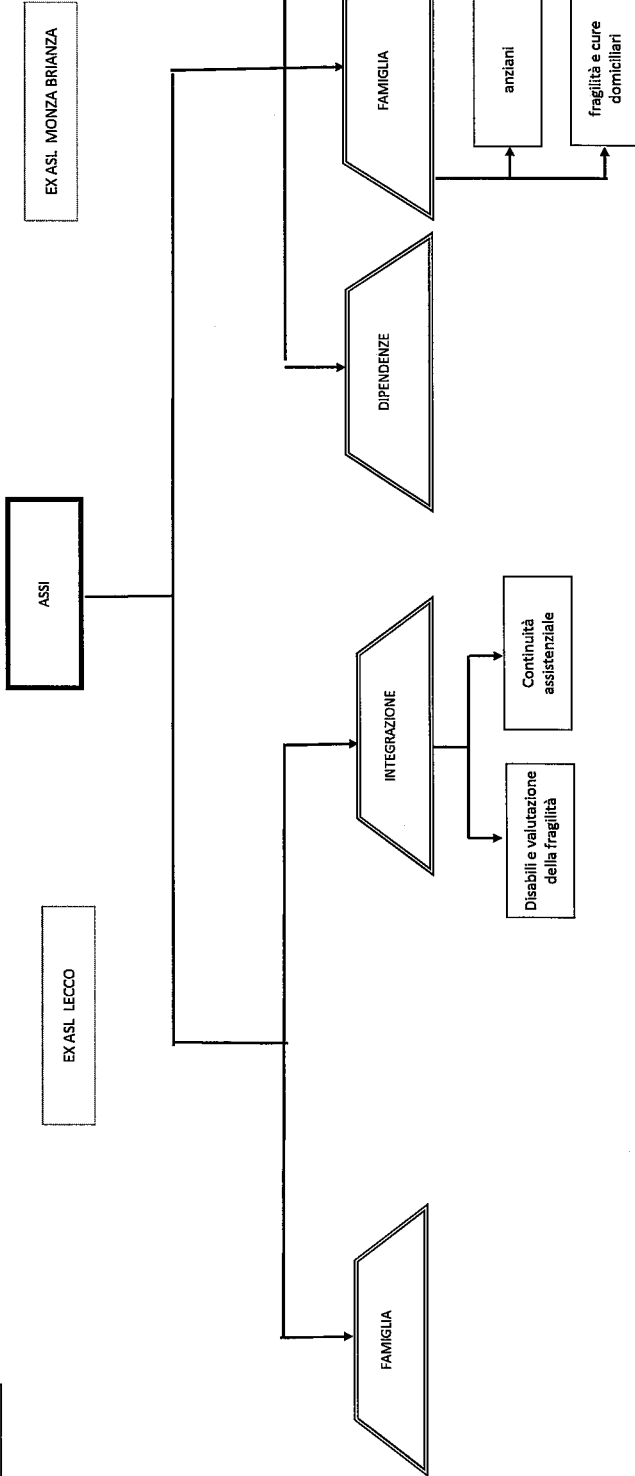 ASSI
EX ASL LECCO
EX ASL MONZA BRIANZA
FAMIGLIA
INTEGRAZIONE
DIPENDENZE
FAMIGLIA
Disabili e valutazione
della fragilità
Continuità
assistenziale
anziani
fragilità e cure
domiciliari